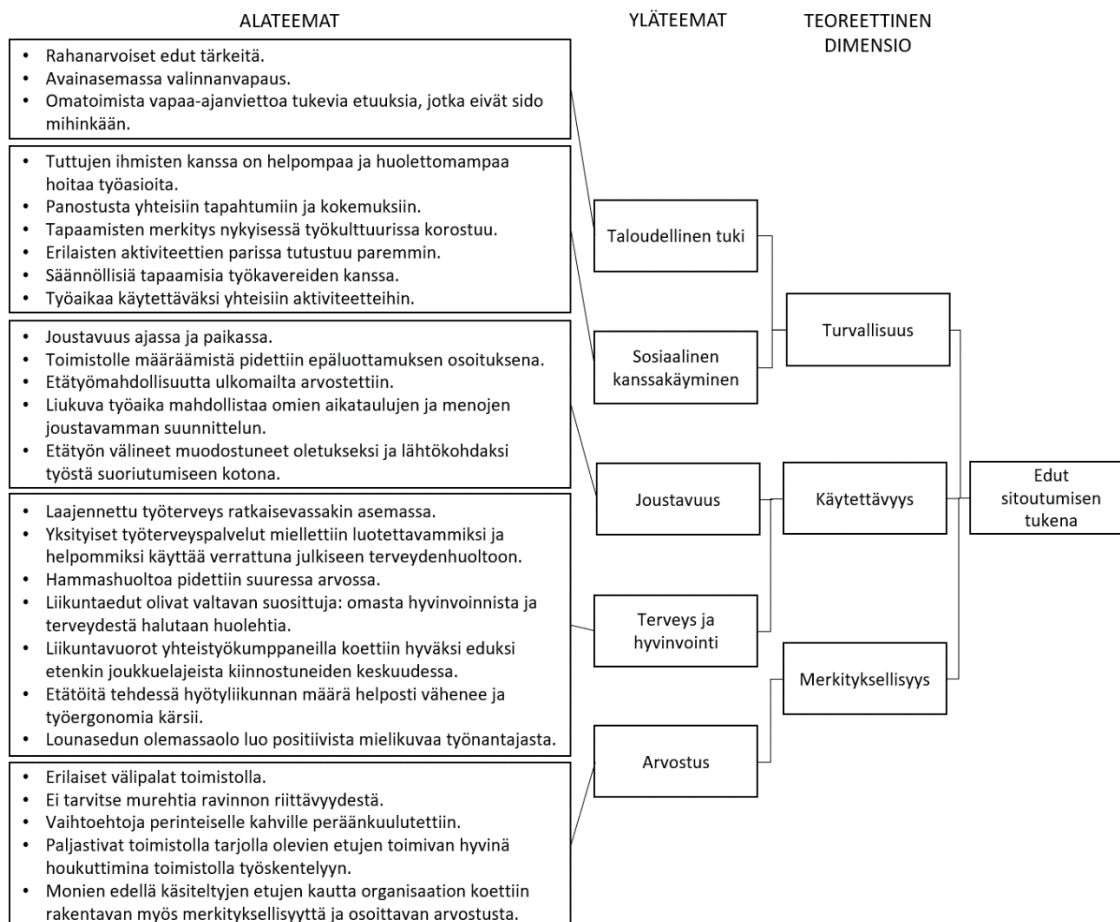 ALATEEMAT
YLÄTEEMAT
TEOREETTINEN
DIMENSIO
• Rahanarvoiset edut tärkeitä.
• Avainasemassa valinnanvapaus.
• Omatoimista vapaa-ajanviettoa tukevia etuuksia, jotka eivät sido
mihinkään.
• Tuttujen ihmisten kanssa on helpompaa ja huolettomampaa
hoitaa työasioita.
• Panostusta yhteisiin tapahtumiin ja kokemuksiin.
• Tapaamisten merkitys nykyisessä työkulttuurissa korostuu.
• Erilaisten aktiviteettien parissa tutustuu paremmin.
• Säännöllisiä tapaamisia työkavereiden kanssa.
• Työaikaa käytettäväksi yhteisiin aktiviteetteihin.
• Joustavuus ajassa ja paikassa.
• Toimistolle määräämistä pidettiin epäluottamuksen osoituksena.
• Etätyömahdollisuutta ulkomailta arvostettiin.
• Liukuva työaika mahdollistaa omien aikataulujen ja menojen
joustavamman suunnittelun.
• Etätyön välineet muodostuneet oletukseksi ja lähtökohdaksi
työstä suoriutumiseen kotona.
• Laajennettu työterveys ratkaisevassakin asemassa.
• Yksityiset työterveyspalvelut miellettiin luotettavammiksi ja
helpommiksi käyttää verrattuna julkiseen terveydenhuoltoon.
• Hammashuoltoa pidettiin suuressa arvossa.
• Liikuntaedut olivat valtavan suosittuja: omasta hyvinvoinnista ja
terveydestä halutaan huolehtia.
• Liikuntavuorot yhteistyökumppaneilla koettiin hyväksi eduksi
etenkin joukkuelajeista kiinnostuneiden keskuudessa.
• Etätöitä tehdessä hyötyliikunnan määrä helposti vähenee ja
työergonomia kärsii.
• Lounasedun olemassaolo luo positiivista mielikuvaa työnantajasta.
• Erilaiset välipalat toimistolla.
• Ei tarvitse murehtia ravinnon riittävyydestä.
• Vaihtoehtoja perinteiselle kahville peräänkuulutettiin.
• Paljastivat toimistolla tarjolla olevien etujen toimivan hyvinä
houkuttimina toimistolla työskentelyyn.
• Monien edellä käsiteltyjen etujen kautta organisaation koettiin
rakentavan myös merkityksellisyyttä ja osoittavan arvostusta.
Taloudellinen tuki
Sosiaalinen
kanssakäyminen
Joustavuus
Terveys ja
hyvinvointi
Arvostus
Turvallisuus
Käytettävyys
Merkityksellisyys
Edut
sitoutumisen
tukena